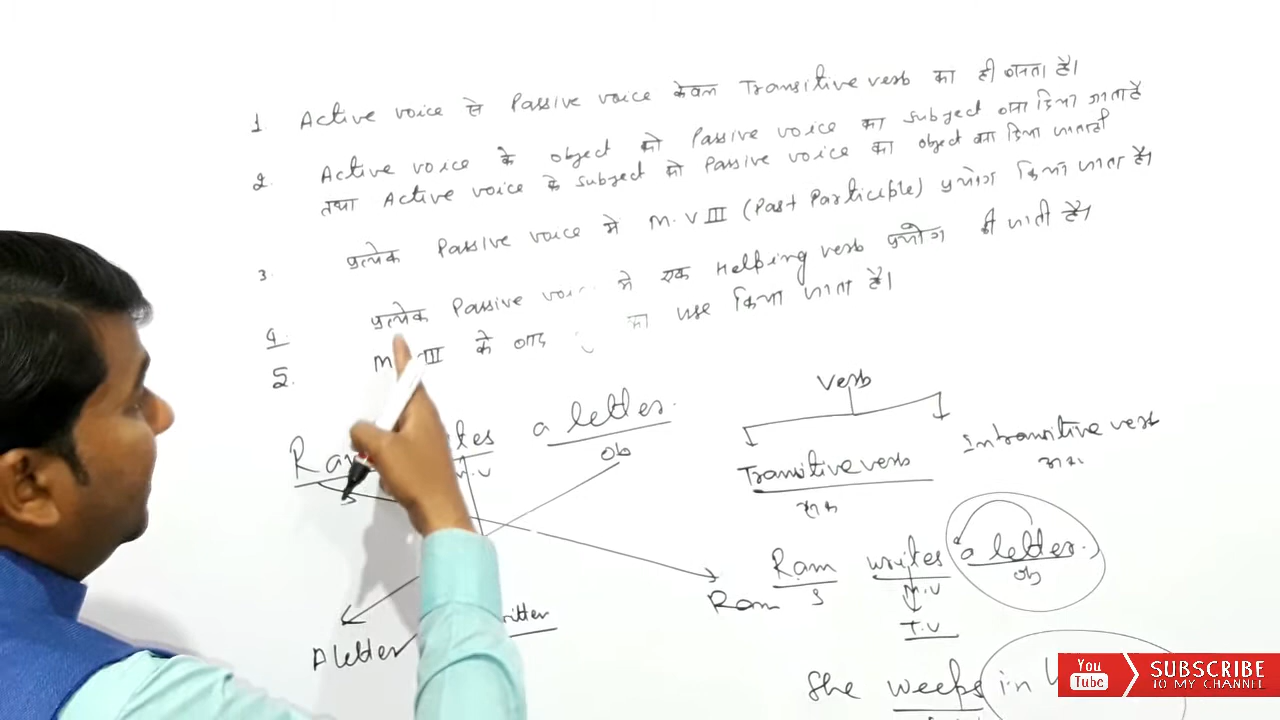 1 Active voice से Passive voice केवल Transitive verb का ही बनता है।
2. Active voice के object को Passive voice का subject बना दिया जाता है
तथा Active voice के subject को Passive voice का object बना दिया जाता है
3 प्रत्येक Passive voice में M.V III (Past Participle) प्रयोग किया जाता है।
4. प्रत्येक Passive में एक Helping verb प्रयोग की जाती है।
5. III के बाद का use किया जाता है।
a letter.
M.V
ob
A letter
Ram
Verb
Transitive verb
Intransitive verb
Ram writes a letter.
S M.V ob
T.V
She weeps in
You Tube
SUBSCRIBE
TO MY CHANNEL